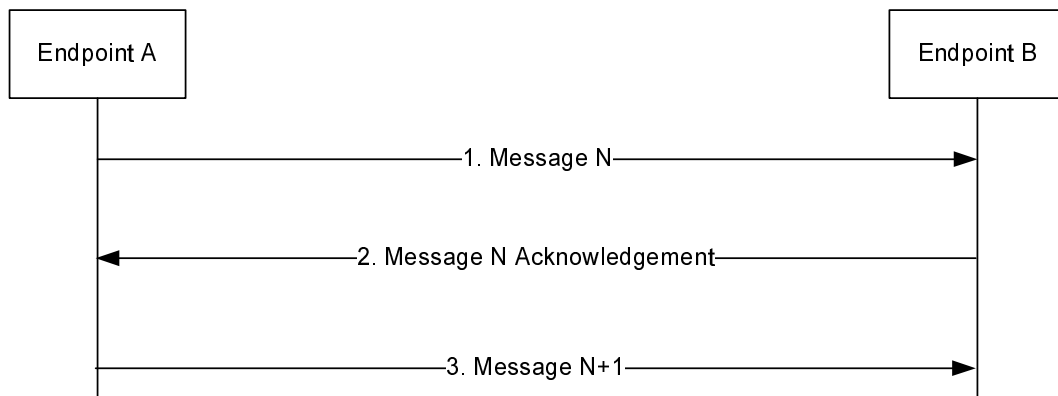 Endpoint A
Endpoint B
1. Message N
2. Message N Acknowledgement
3. Message N+1